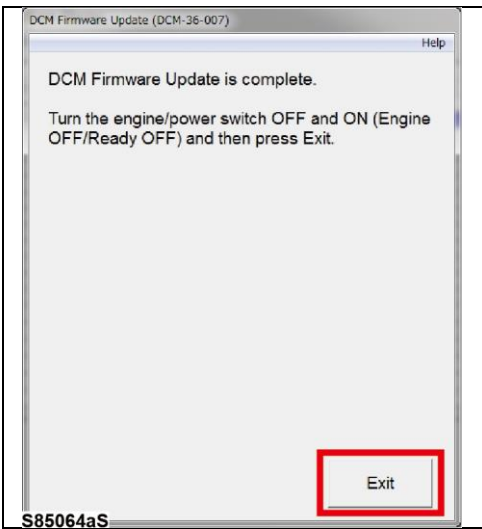 DCM Firmware Update (DCM-36-007)
Help
DCM Firmware Update is complete.
Turn the engine/power switch OFF and ON (Engine
OFF/Ready OFF) and then press Exit.
Exit
S85064aS